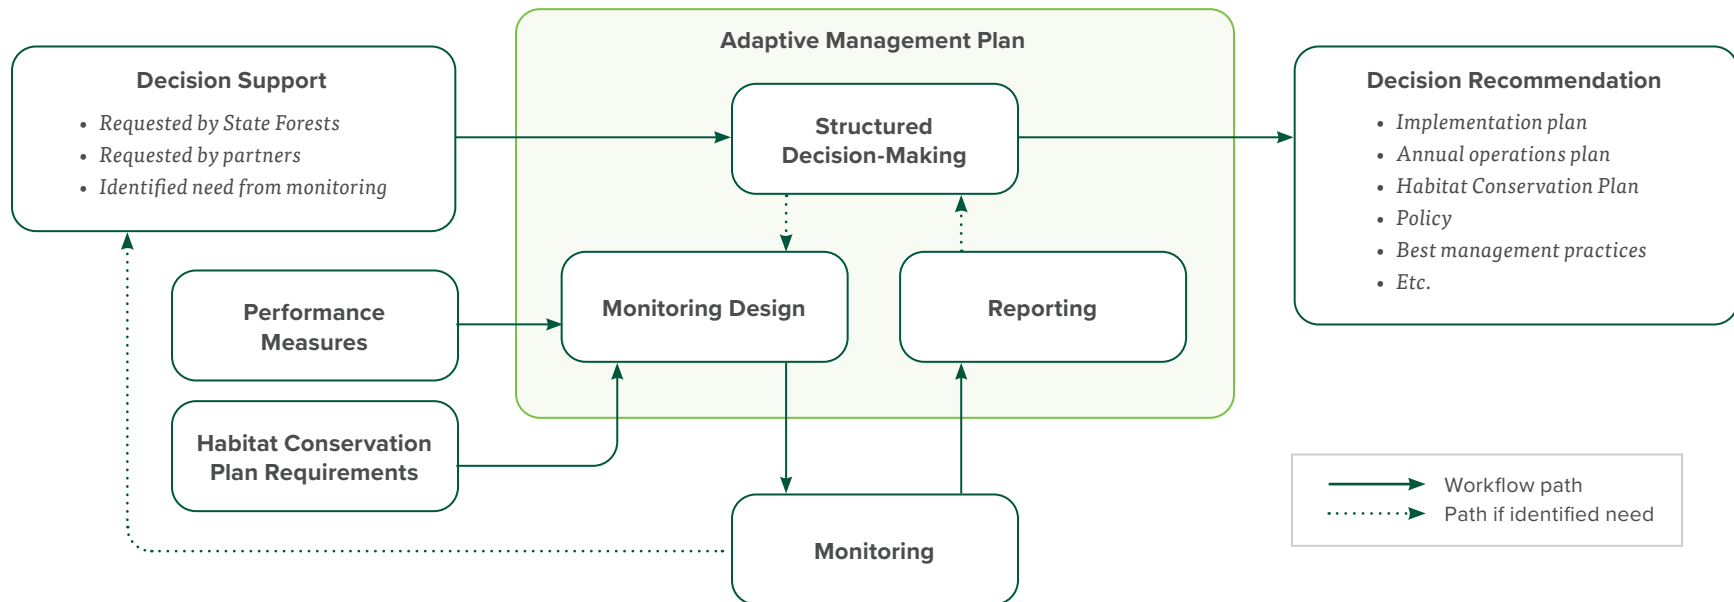 Adaptive Management Plan
Decision Support
• Requested by State Forests
• Requested by partners
• Identified need from monitoring
Structured
Decision-Making
Decision Recommendation
• Implementation plan
• Annual operations plan
• Habitat Conservation Plan
• Policy
• Best management practices
• Etc.
Performance
Measures
Monitoring Design
Reporting
Habitat Conservation
Plan Requirements
Monitoring
Workflow path
Path if identified need